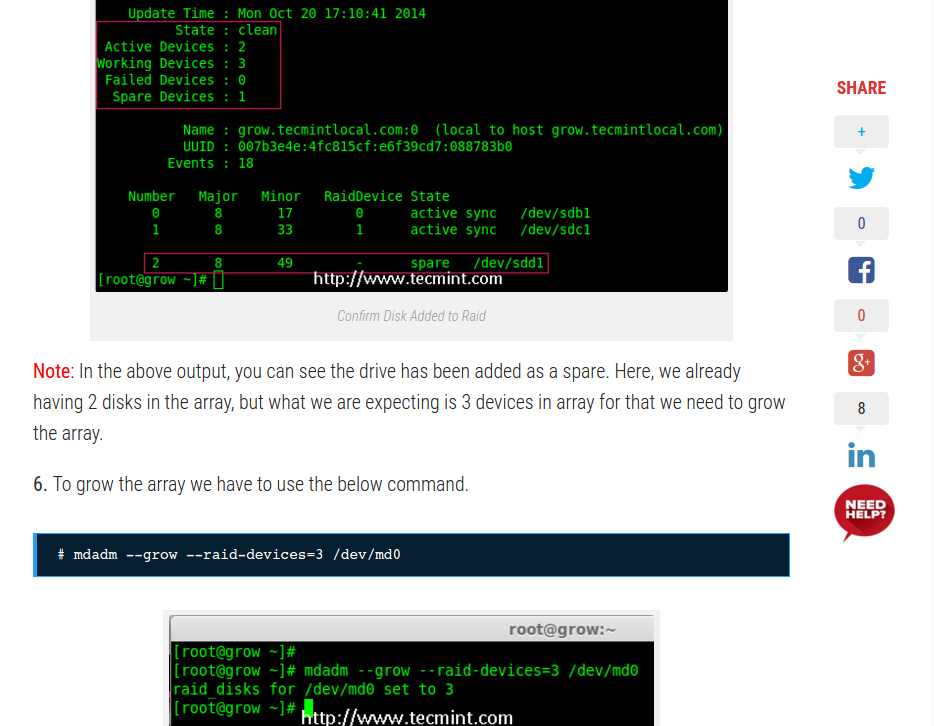 Update Time : Mon Oct 20 17:10:41 2014
State : clean
Active Devices : 2
Working Devices : 3
Failed Devices : 0
Spare Devices : 1
Name : grow.tecmintlocal.com:0 (local to host grow.tecmintlocal.com)
UUID : 007b3e4e:4fc815cf:e6f39cd7:088783b0
Events : 18
Number Major Minor RaidDevice State
0 8 17 0 active sync /dev/sdb1
1 8 33 1 active sync /dev/sdc1
2 8 49 - spare /dev/sdd1
[root@grow ~]#
http://www.tecmint.com
Confirm Disk Added to Raid
Note: In the above output, you can see the drive has been added as a spare. Here, we already
having 2 disks in the array, but what we are expecting is 3 devices in array for that we need to grow
the array.
6. To grow the array we have to use the below command.
# mdadm --grow --raid-devices=3 /dev/md0
root@grow:~
[root@grow ~]#
[root@grow ~]# mdadm --grow --raid-devices=3 /dev/md0
raid_disks for /dev/md0 set to 3
[root@grow ~]#
http://www.tecmint.com
SHARE
+
0
0
g+
8
in
NEED
HELP?